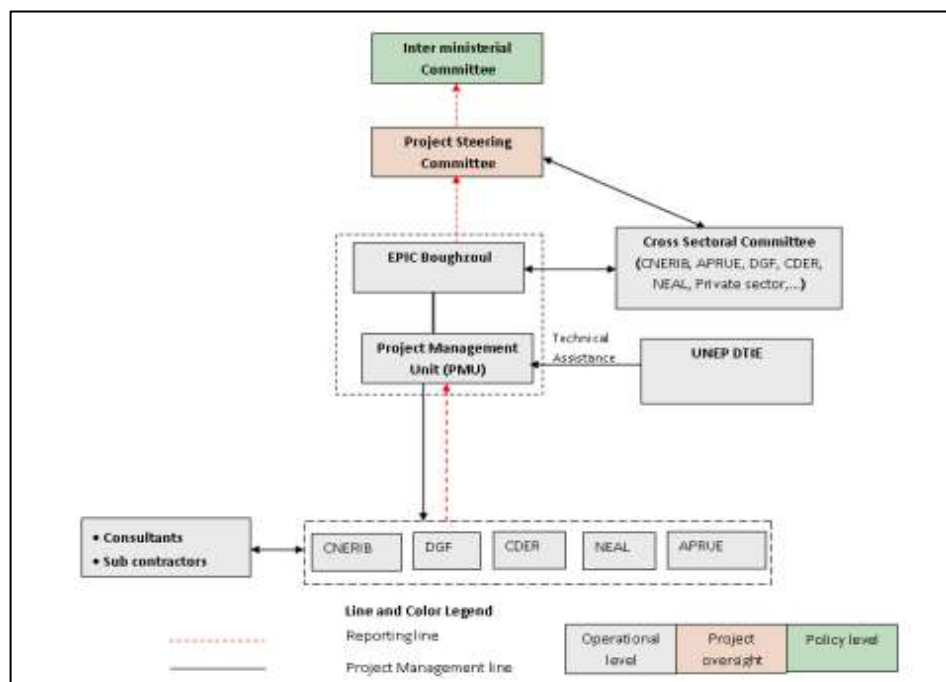 Inter ministerial
Committee
Project Steering
Committee
EPIC Boughzoul
Cross Sectoral Committee
(CNERIB, APRUE, DGF, CDER,
NEAL, Private sector,...)
Project Management
Unit (PMU)
Technical
Assistance
UNEP DTIE
• Consultants
• Sub contractors
CNERIB
DGF
CDER
NEAL
APRUE
Line and Color Legend
Reporting line
Project Management line
Operational
level
Project
oversight
Policy level